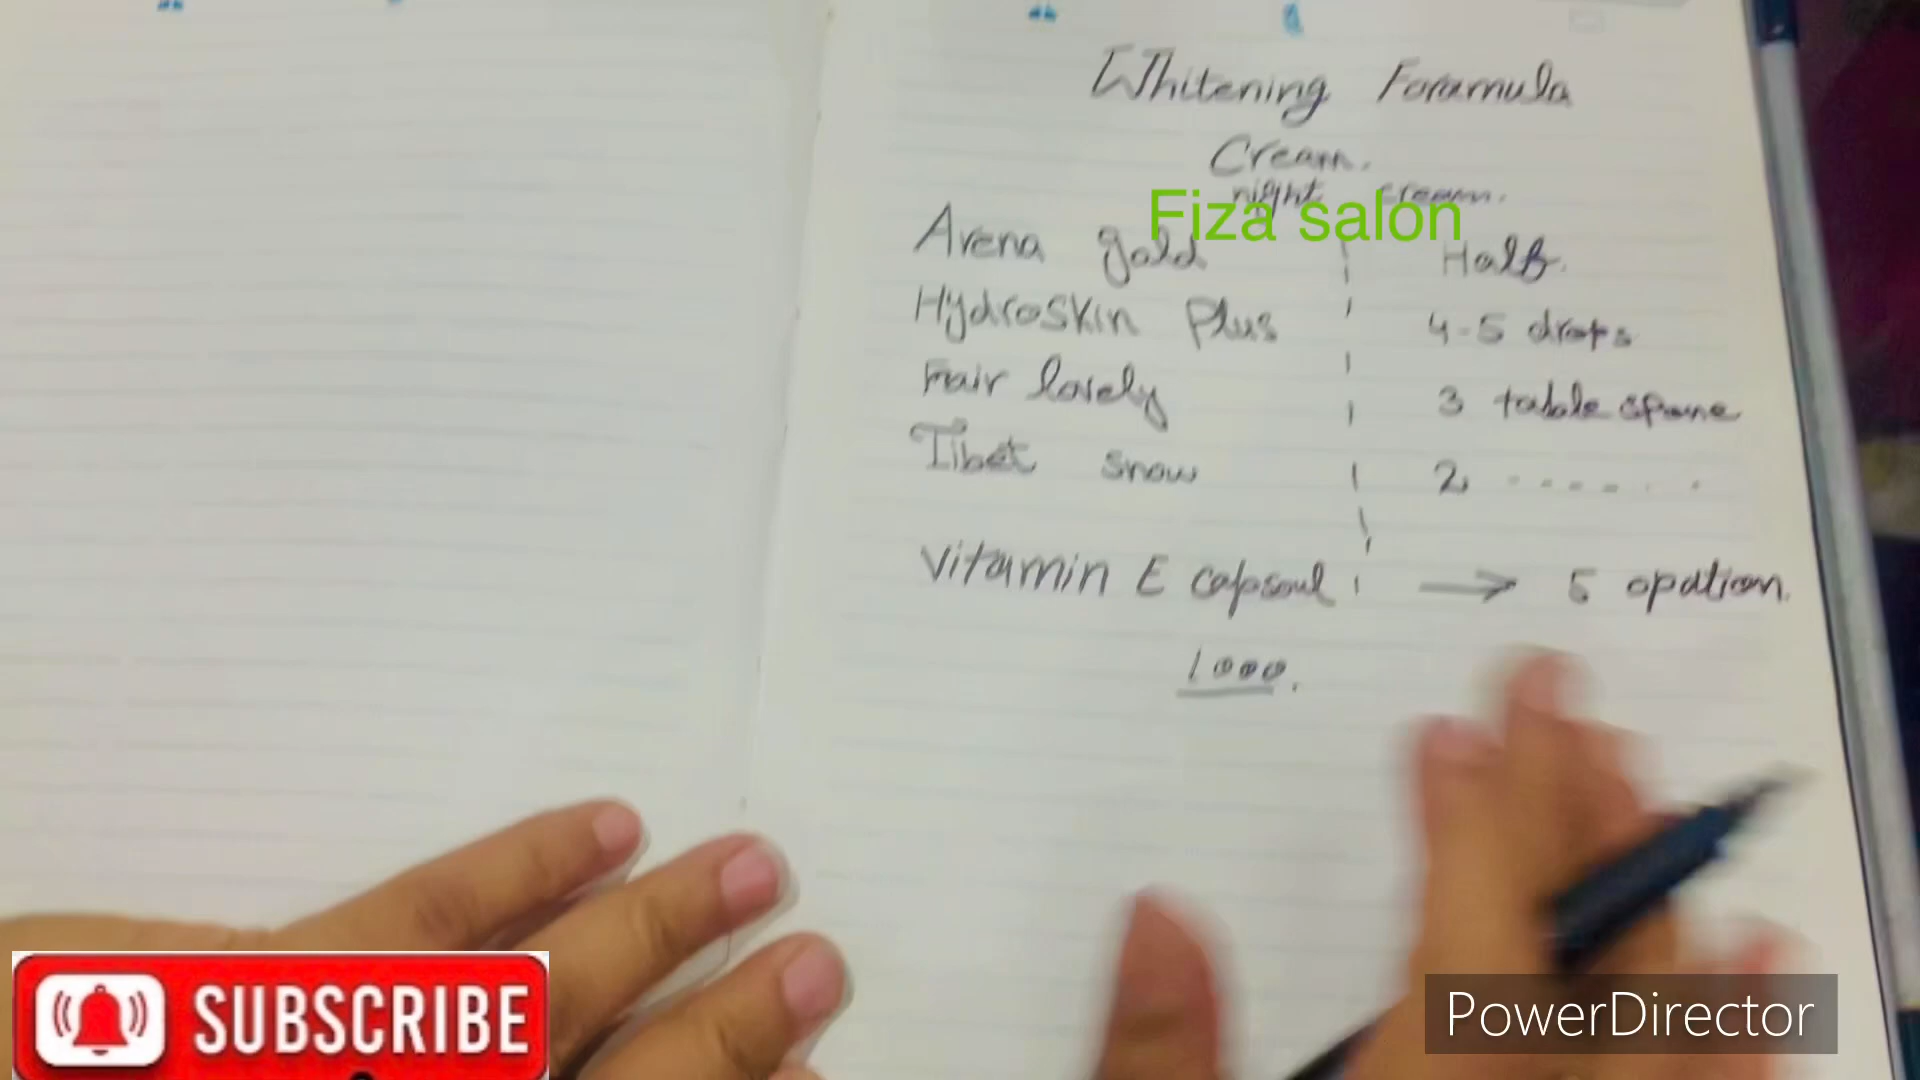 Whitening Foramula
Cream.
night cream.
Fiza salon
Arena gold Half.
Hydroskin Plus 4-5 drops
Fair lovely 3 table spone
Tibet snow 2 - - - - - -
Vitamin E capsoul → 5 opation.
1000.
SUBSCRIBE
PowerDirector